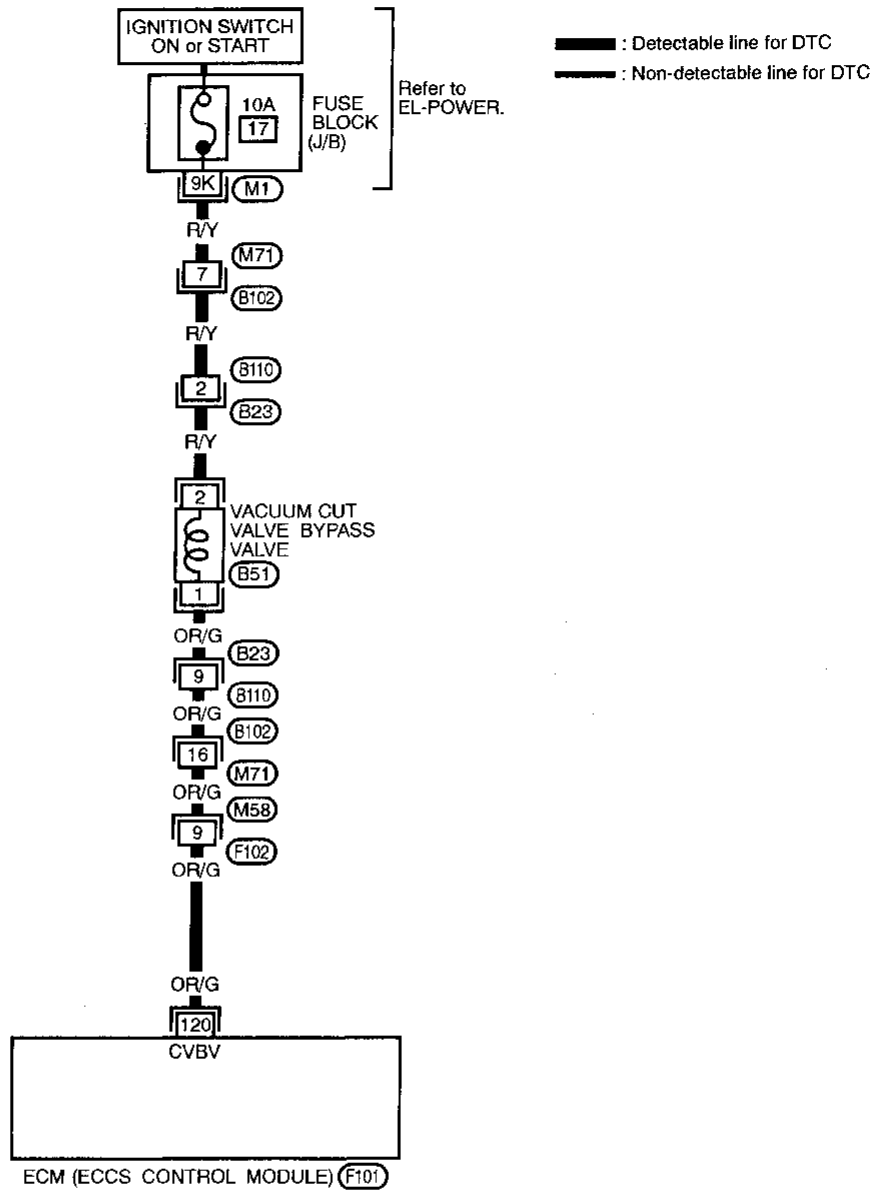 IGNITION SWITCH
ON or START
: Detectable line for DTC
: Non-detectable line for DTC
10A
17
FUSE
BLOCK
(J/B)
Refer to
EL-POWER.
9K
M1
R/Y
M71
7
B102
R/Y
B110
2
B23
R/Y
2
VACUUM CUT
VALVE BYPASS
VALVE
B51
1
OR/G
B23
9
B110
OR/G
B102
16
M71
OR/G
M58
9
F102
OR/G
OR/G
120
CVBV
ECM (ECCS CONTROL MODULE) F101